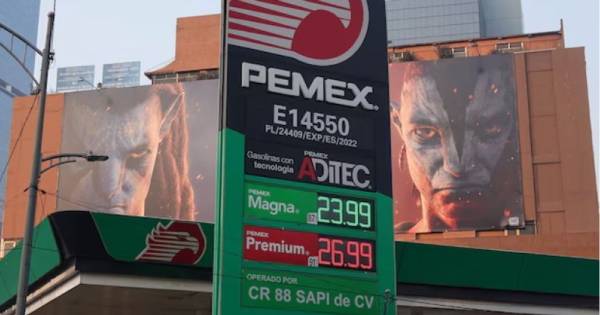 PEMEX®
E14550
PL/24409/EXP/ES/2022
Gasolinas con tecnología PEMEX ADITEC
PEMEX
Magna 87 23.99
PEMEX
Premium 91 26.99
OPERADO POR
CR 88 SAPI de CV
PEMEX